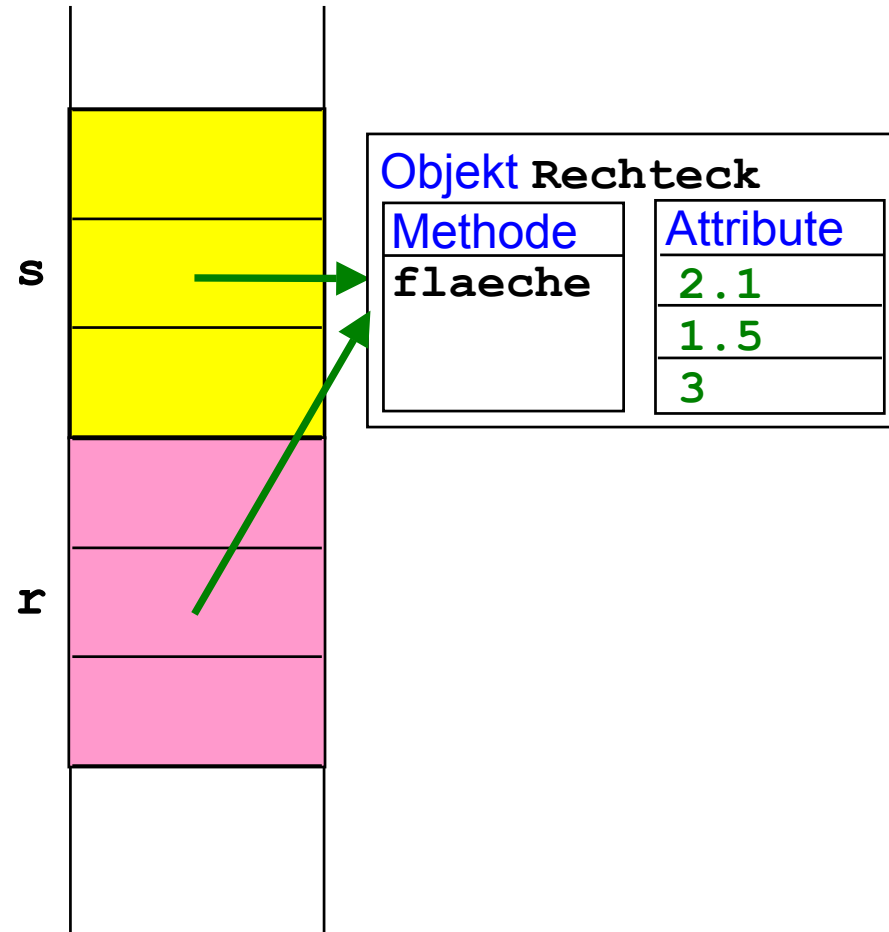 Objekt Rechteck
Methode
flaeche
Attribute
2.1
1.5
3
s
r